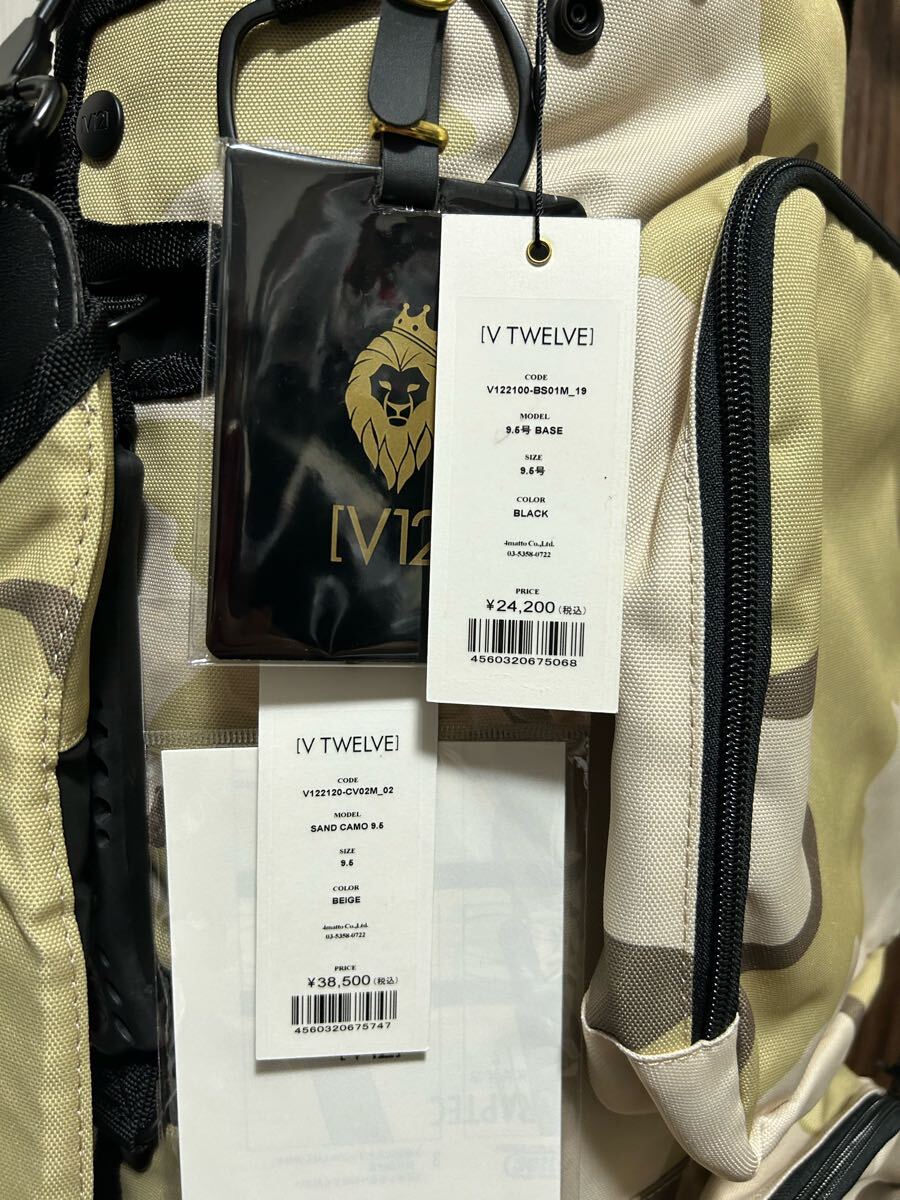 V12
[V12
[V TWELVE]
CODE
V122100-BS01M_19
MODEL
9.5号 BASE
SIZE
9.5号
COLOR
BLACK
4matto Co.,Ltd.
03-5358-0722
PRICE
¥24,200(税込)
4560320675068
[V TWELVE]
CODE
V122120-CV02M_02
MODEL
SAND CAMO 9.5
SIZE
9.5
COLOR
BEIGE
4matto Co.,Ltd.
03-5358-0722
PRICE
¥38,500(税込)
4560320675747